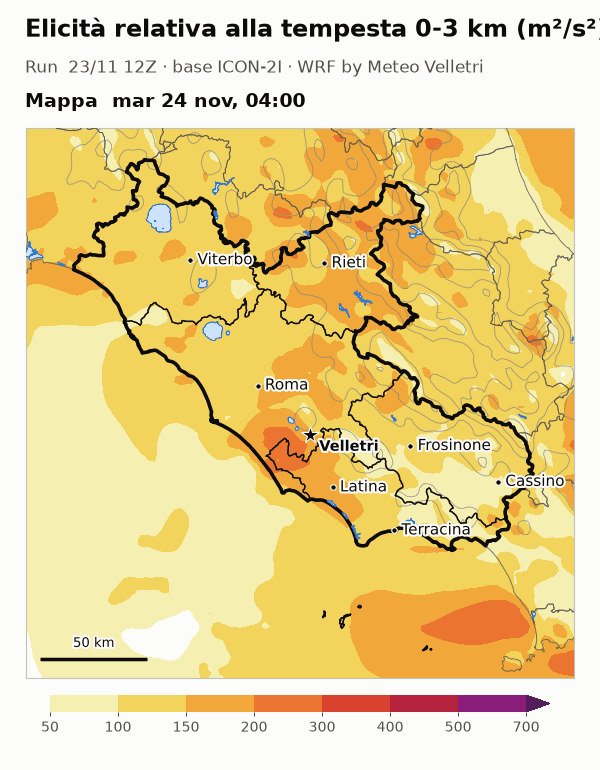 Elicità relativa alla tempesta 0-3 km (m²/s²)
Run  23/11 12Z · base ICON-2I · WRF by Meteo Velletri
Mappa  mar 24 nov, 04:00
Viterbo
Rieti
Roma
Velletri
Frosinone
Latina
Cassino
Terracina
50 km
50 100 150 200 300 400 500 700